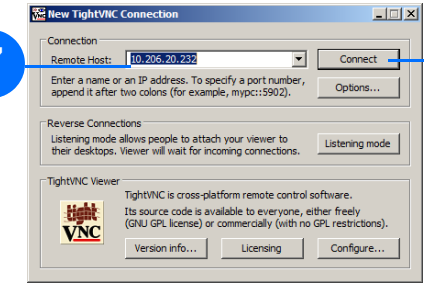 New TightVNC Connection
Connection
Remote Host: 10.206.20.232 Connect
Enter a name or an IP address. To specify a port number,
append it after two colons (for example, mypc::5902). Options...
Reverse Connections
Listening mode allows people to attach your viewer to
their desktops. Viewer will wait for incoming connections. Listening mode
TightVNC Viewer
TightVNC is cross-platform remote control software.
Its source code is available to everyone, either freely
(GNU GPL license) or commercially (with no GPL restrictions).
tight
VNC
Version info... Licensing Configure...